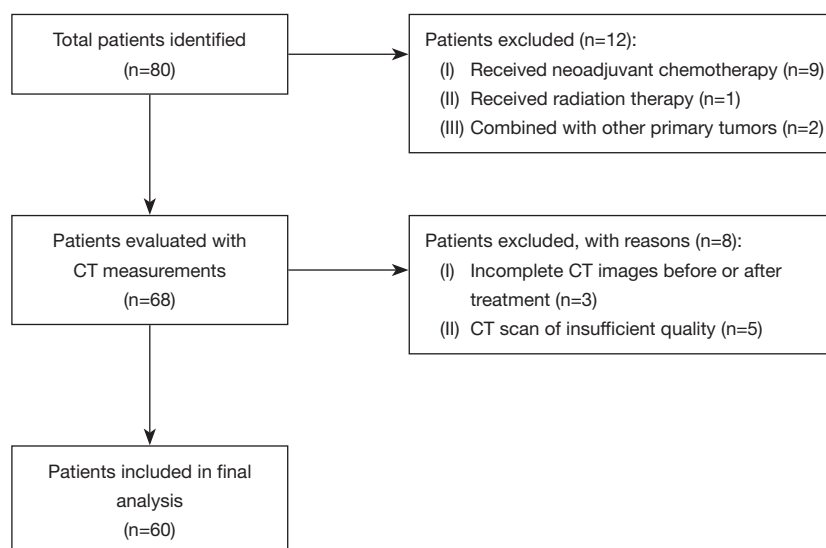 Total patients identified
(n=80)
Patients excluded (n=12):
(I) Received neoadjuvant chemotherapy (n=9)
(II) Received radiation therapy (n=1)
(III) Combined with other primary tumors (n=2)
Patients evaluated with
CT measurements
(n=68)
Patients excluded, with reasons (n=8):
(I) Incomplete CT images before or after
treatment (n=3)
(II) CT scan of insufficient quality (n=5)
Patients included in final
analysis
(n=60)